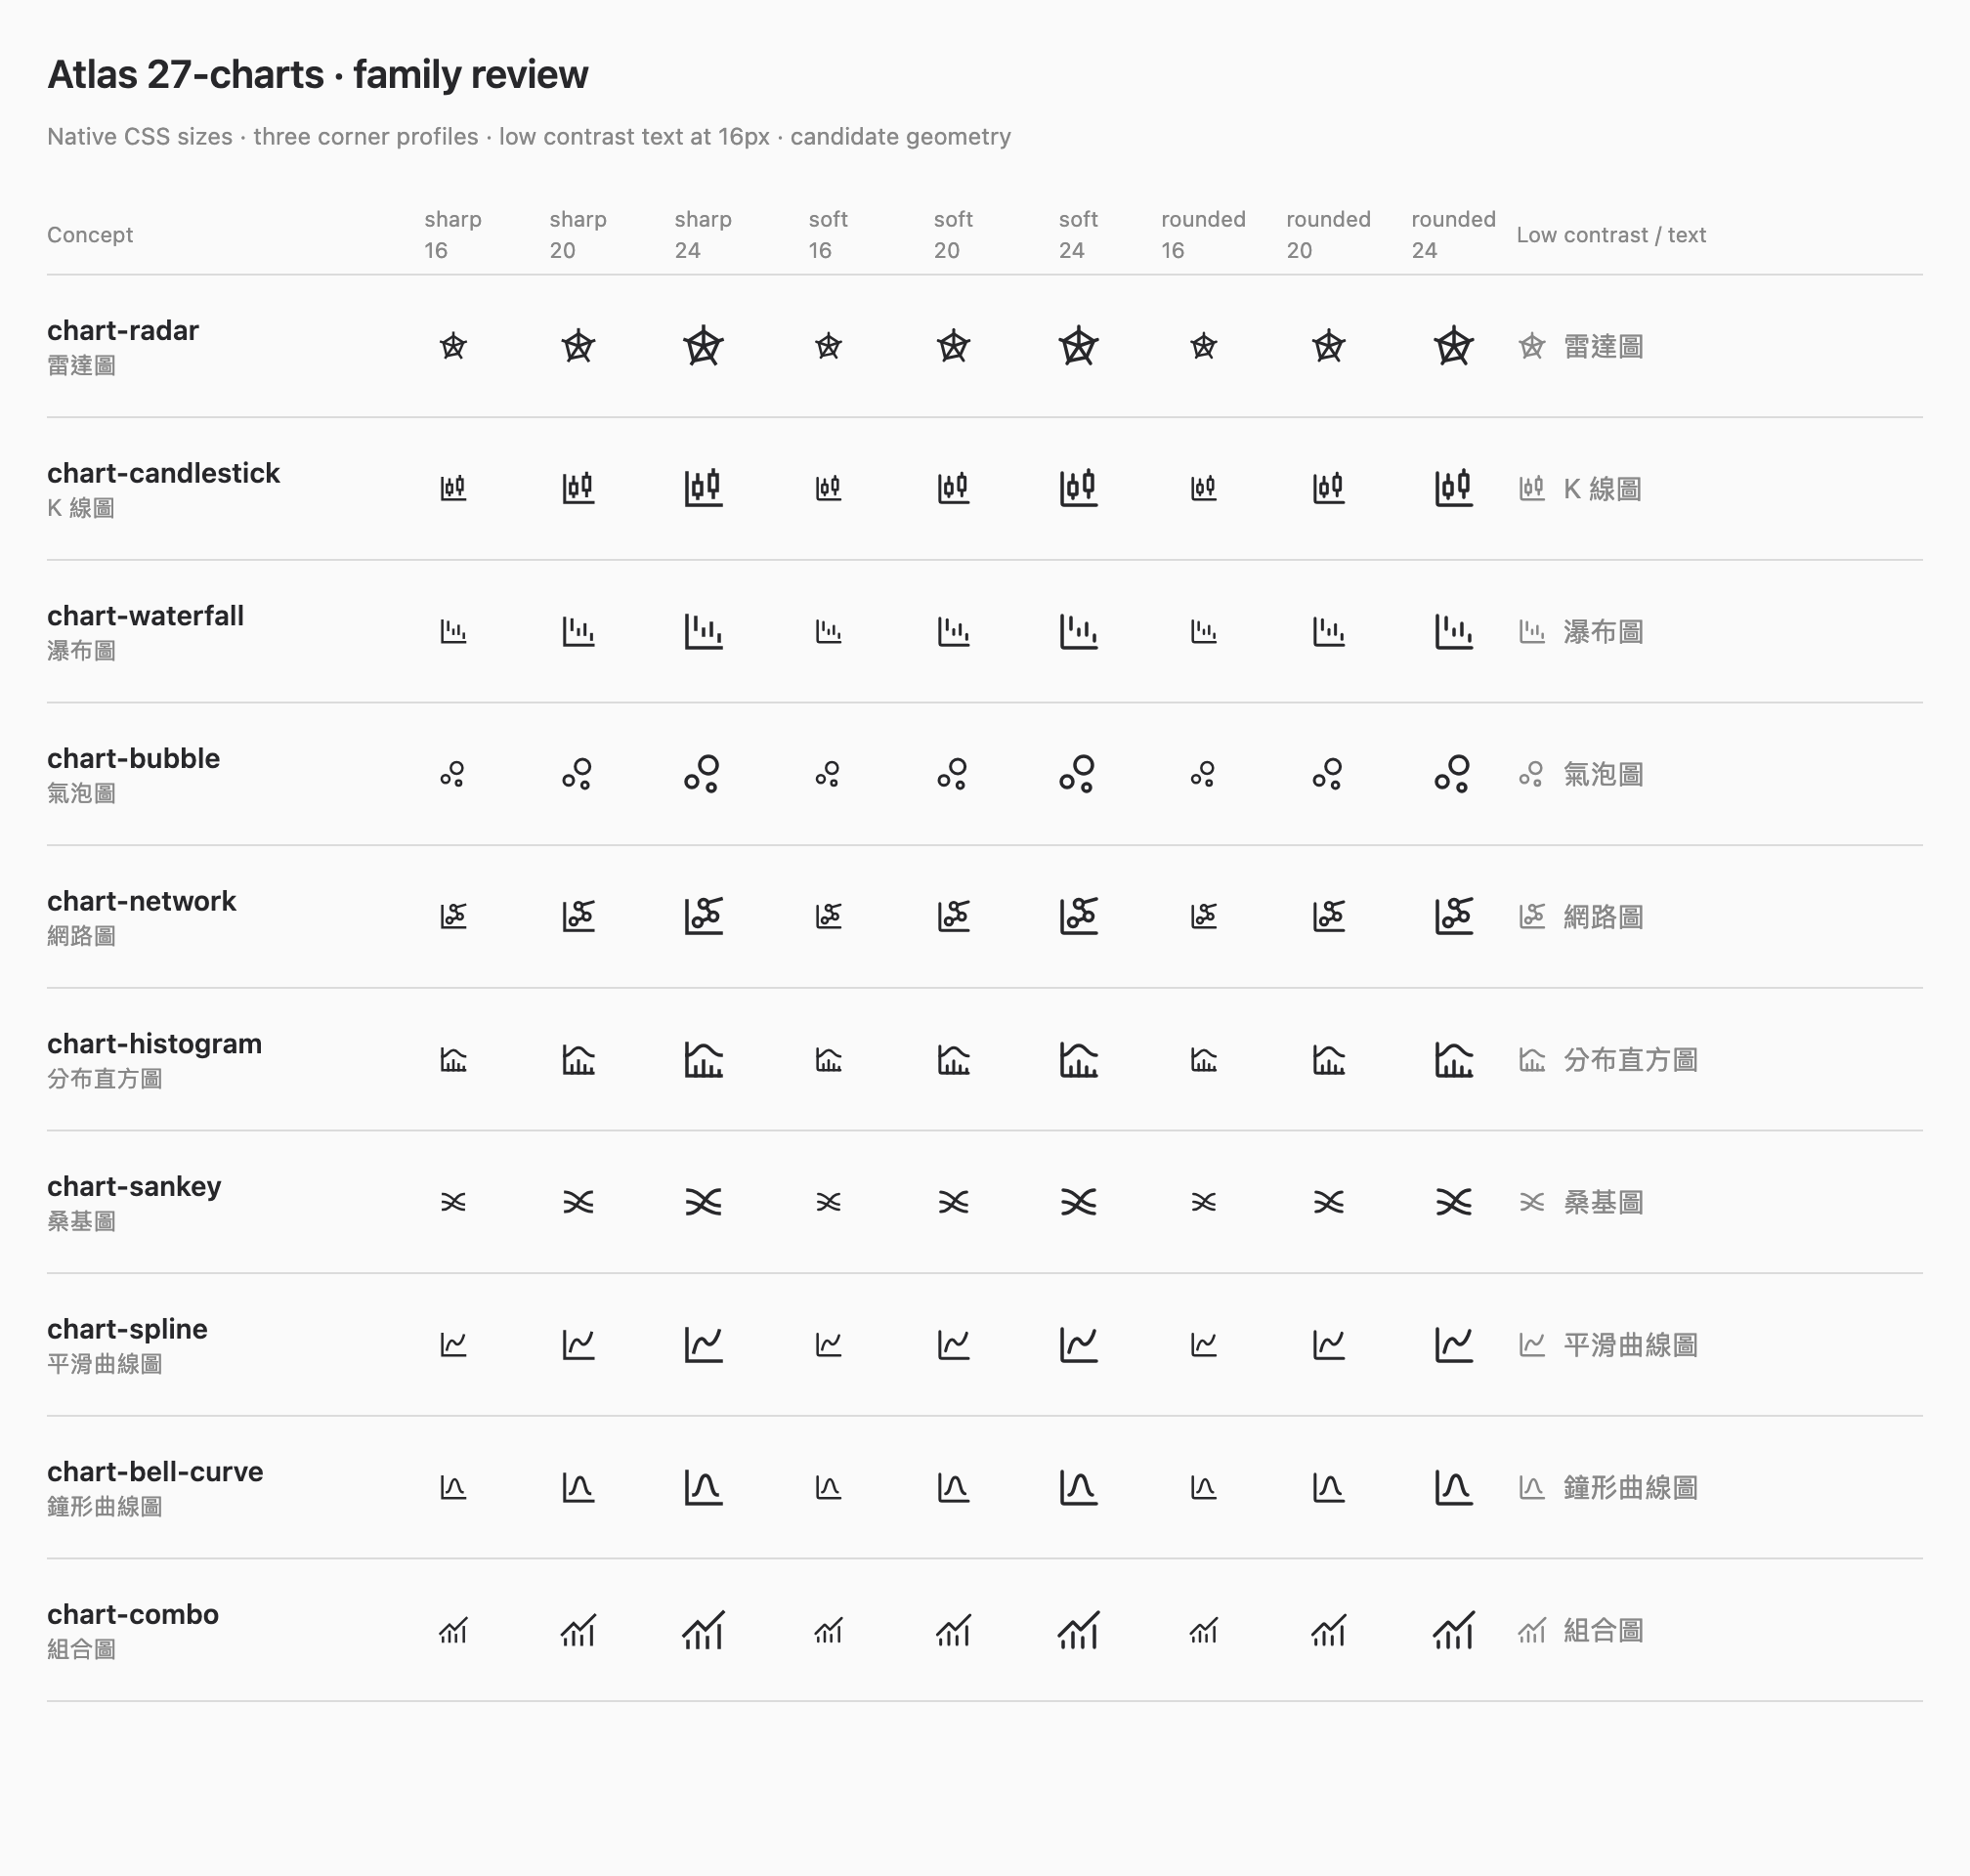 Atlas 27-charts · family review
Native CSS sizes · three corner profiles · low contrast text at 16px · candidate geometry
Concept
sharp 16
sharp 20
sharp 24
soft 16
soft 20
soft 24
rounded 16
rounded 20
rounded 24
Low contrast / text
chart-radar
雷達圖
雷達圖
chart-candlestick
K 線圖
K 線圖
chart-waterfall
瀑布圖
瀑布圖
chart-bubble
氣泡圖
氣泡圖
chart-network
網路圖
網路圖
chart-histogram
分布直方圖
分布直方圖
chart-sankey
桑基圖
桑基圖
chart-spline
平滑曲線圖
平滑曲線圖
chart-bell-curve
鐘形曲線圖
鐘形曲線圖
chart-combo
組合圖
組合圖